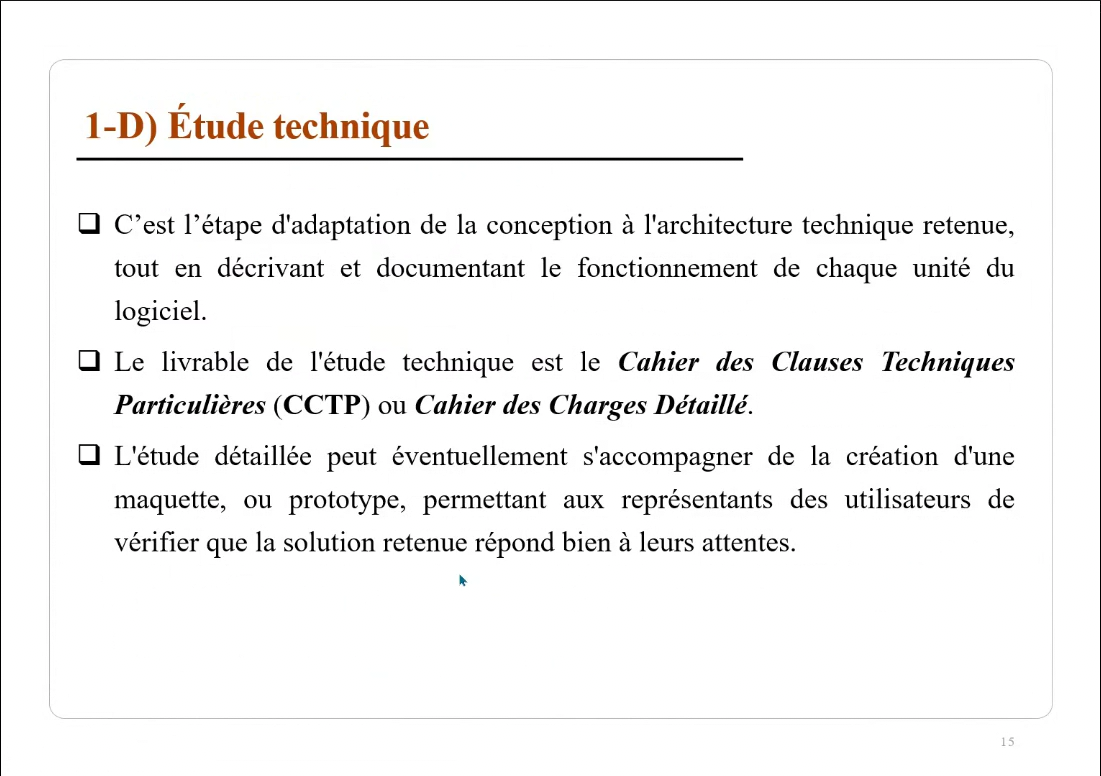 1-D) Étude technique
C’est l’étape d'adaptation de la conception à l'architecture technique retenue,
tout en décrivant et documentant le fonctionnement de chaque unité du
logiciel.
Le livrable de l'étude technique est le Cahier des Clauses Techniques
Particulières (CCTP) ou Cahier des Charges Détaillé.
L'étude détaillée peut éventuellement s'accompagner de la création d'une
maquette, ou prototype, permettant aux représentants des utilisateurs de
vérifier que la solution retenue répond bien à leurs attentes.
15